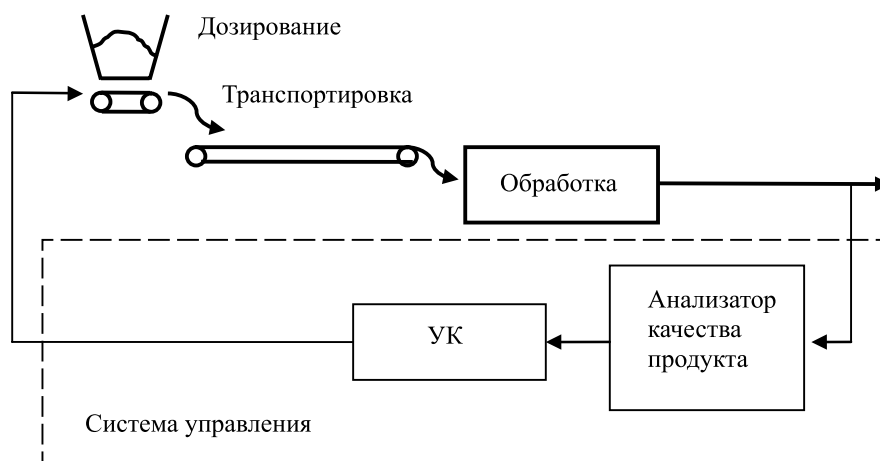 Дозирование
Транспортировка
Обработка
Анализатор
качества
продукта
УК
Система управления